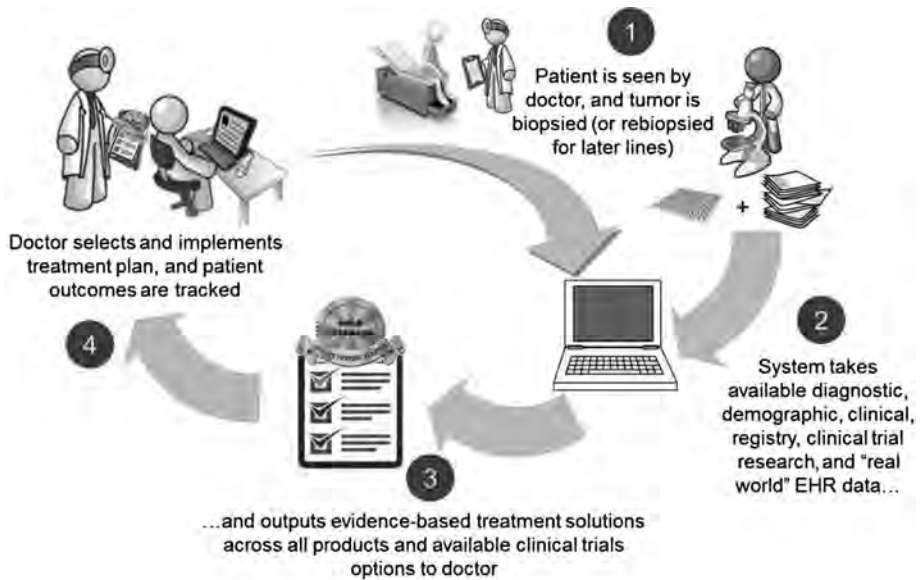 1
Patient is seen by
doctor, and tumor is
biopsied (or rebiopsied
for later lines)
+
2
System takes
available diagnostic,
demographic, clinical,
registry, clinical trial
research, and “real
world” EHR data…
3
…and outputs evidence-based treatment solutions
across all products and available clinical trials
options to doctor
4
Doctor selects and implements
treatment plan, and patient
outcomes are tracked